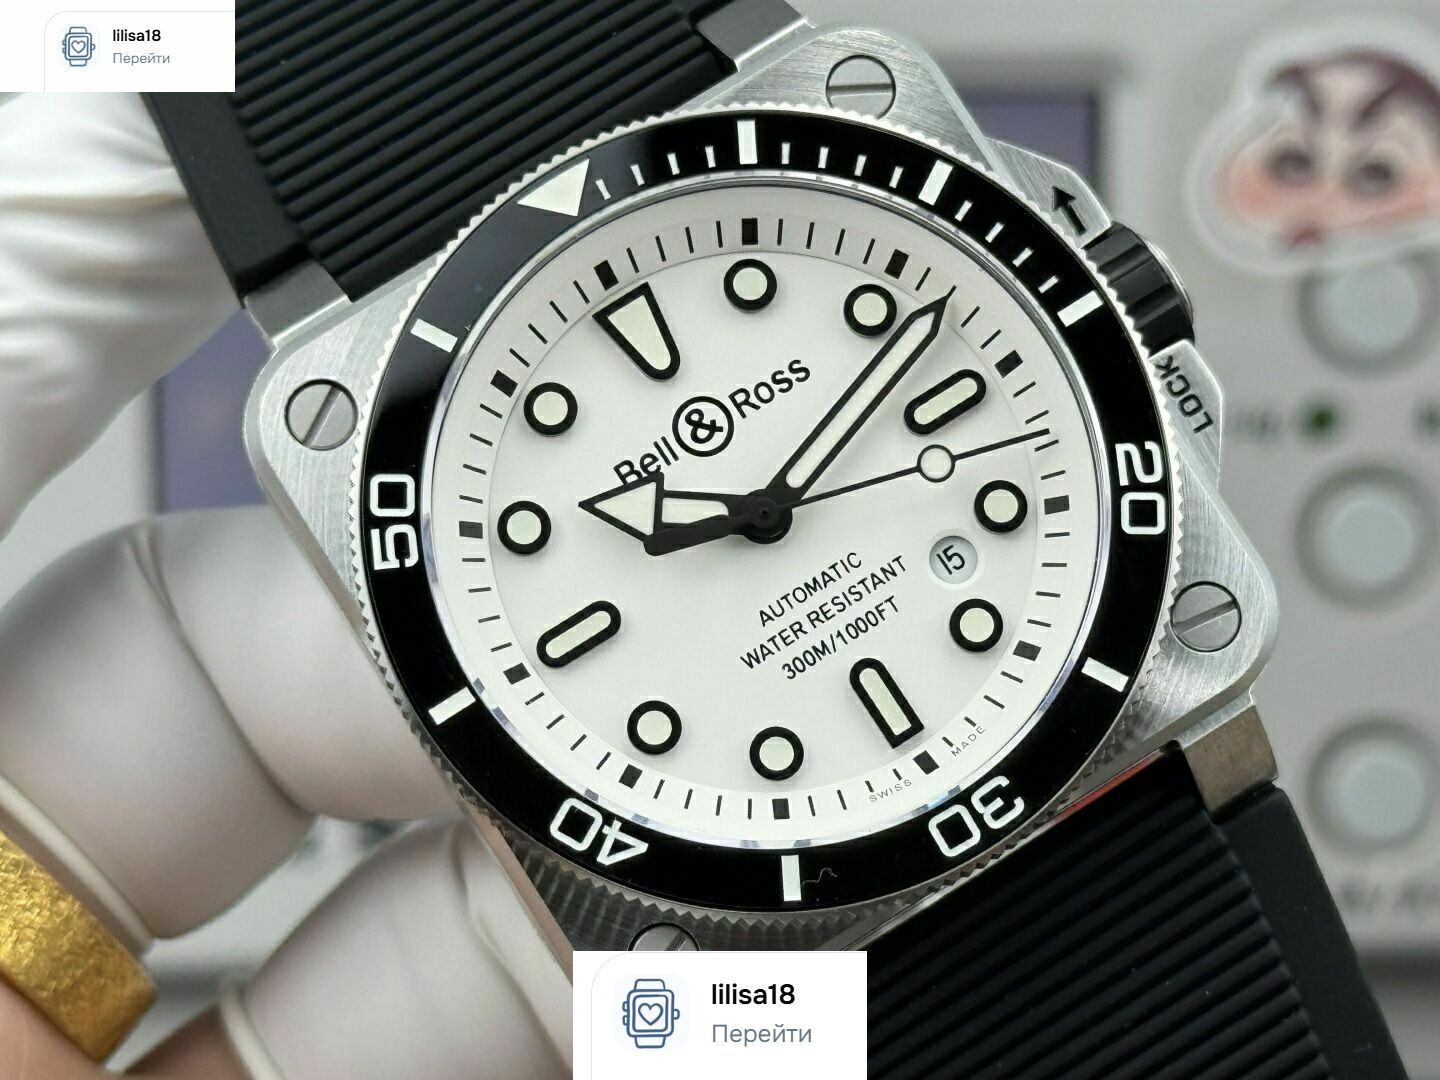 lilisa18
Перейти
Bell & Ross
AUTOMATIC
WATER RESISTANT
300M/1000FT
15
SWISS MADE
LOCK
20
30
40
50
lilisa18
Перейти